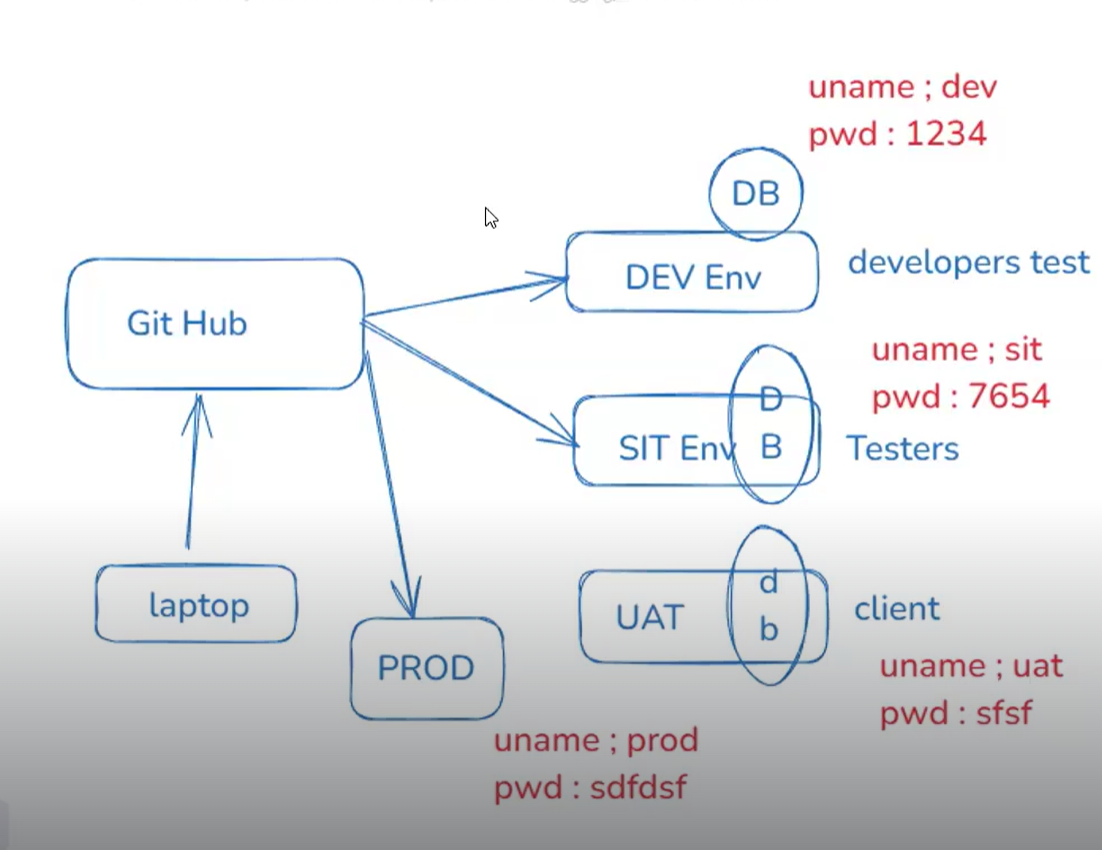 uname ; dev
pwd : 1234
DB
DEV Env
developers test
Git Hub
uname ; sit
pwd : 7654
D
B
SIT Env
Testers
laptop
d
b
UAT
client
PROD
uname ; uat
pwd : sfsf
uname ; prod
pwd : sdfdsf